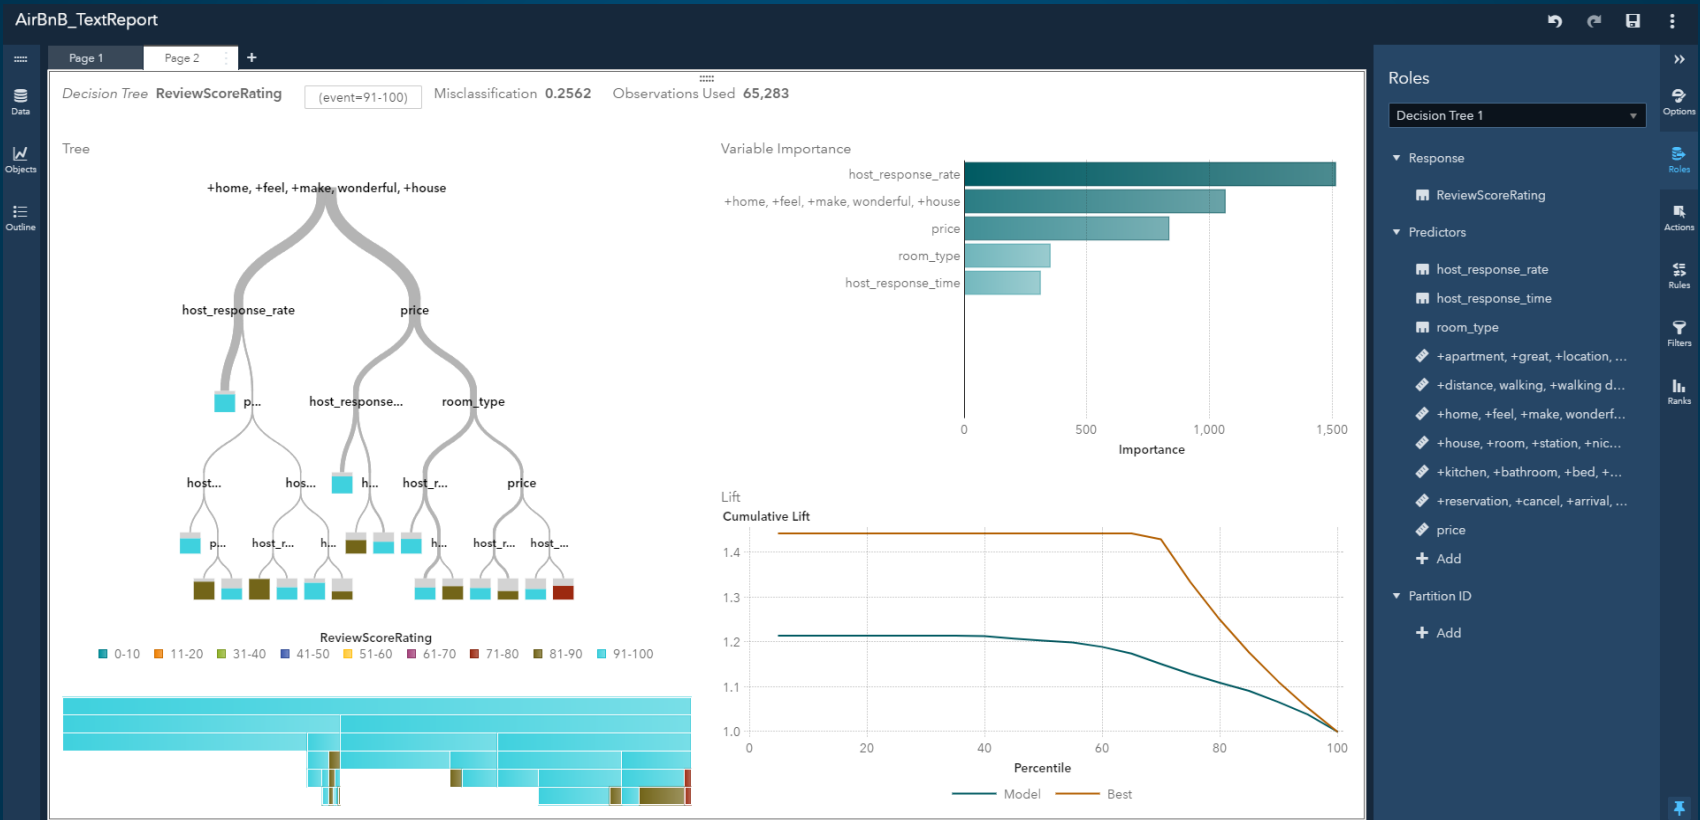 AirBnB_TextReport
Page 1
Page 2
+
Data
Objects
Outline
Decision Tree ReviewScoreRating (event=91-100) Misclassification 0.2562 Observations Used 65,283
Tree
+home, +feel, +make, wonderful, +house
host_response_rate
price
p...
host_response...
room_type
host...
hos...
h...
host_r...
price
p...
host_r...
h...
h...
host_r...
host_...
ReviewScoreRating
0-10
11-20
31-40
41-50
51-60
61-70
71-80
81-90
91-100
Variable Importance
host_response_rate
+home, +feel, +make, wonderful, +house
price
room_type
host_response_time
0
500
1,000
1,500
Importance
Lift
Cumulative Lift
1.4
1.3
1.2
1.1
1.0
0
20
40
60
80
100
Percentile
Model
Best
Roles
Decision Tree 1
Response
ReviewScoreRating
Predictors
host_response_rate
host_response_time
room_type
+apartment, +great, +location, ...
+distance, walking, +walking d...
+home, +feel, +make, wonderf...
+house, +room, +station, +nic...
+kitchen, +bathroom, +bed, +...
+reservation, +cancel, +arrival, ...
price
Add
Partition ID
Add
Options
Roles
Actions
Rules
Filters
Ranks